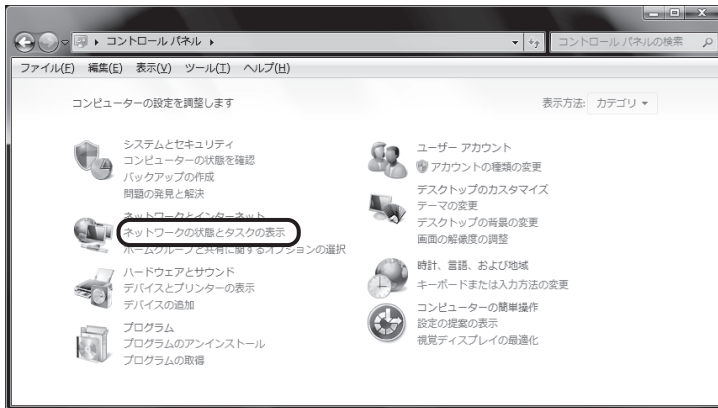 コントロール パネル
コントロール パネルの検索
ファイル(F) 編集(E) 表示(V) ツール(T) ヘルプ(H)
コンピューターの設定を調整します
表示方法: カテゴリ
システムとセキュリティ
コンピューターの状態を確認
バックアップの作成
問題の発見と解決
ネットワークとインターネット
ネットワークの状態とタスクの表示
ホームグループと共有に関するオプションの選択
ハードウェアとサウンド
デバイスとプリンターの表示
デバイスの追加
プログラム
プログラムのアンインストール
プログラムの取得
ユーザー アカウント
アカウントの種類の変更
デスクトップのカスタマイズ
テーマの変更
デスクトップの背景の変更
画面の解像度の調整
時計、言語、および地域
キーボードまたは入力方法の変更
コンピューターの簡単操作
設定の提案の表示
視覚ディスプレイの最適化